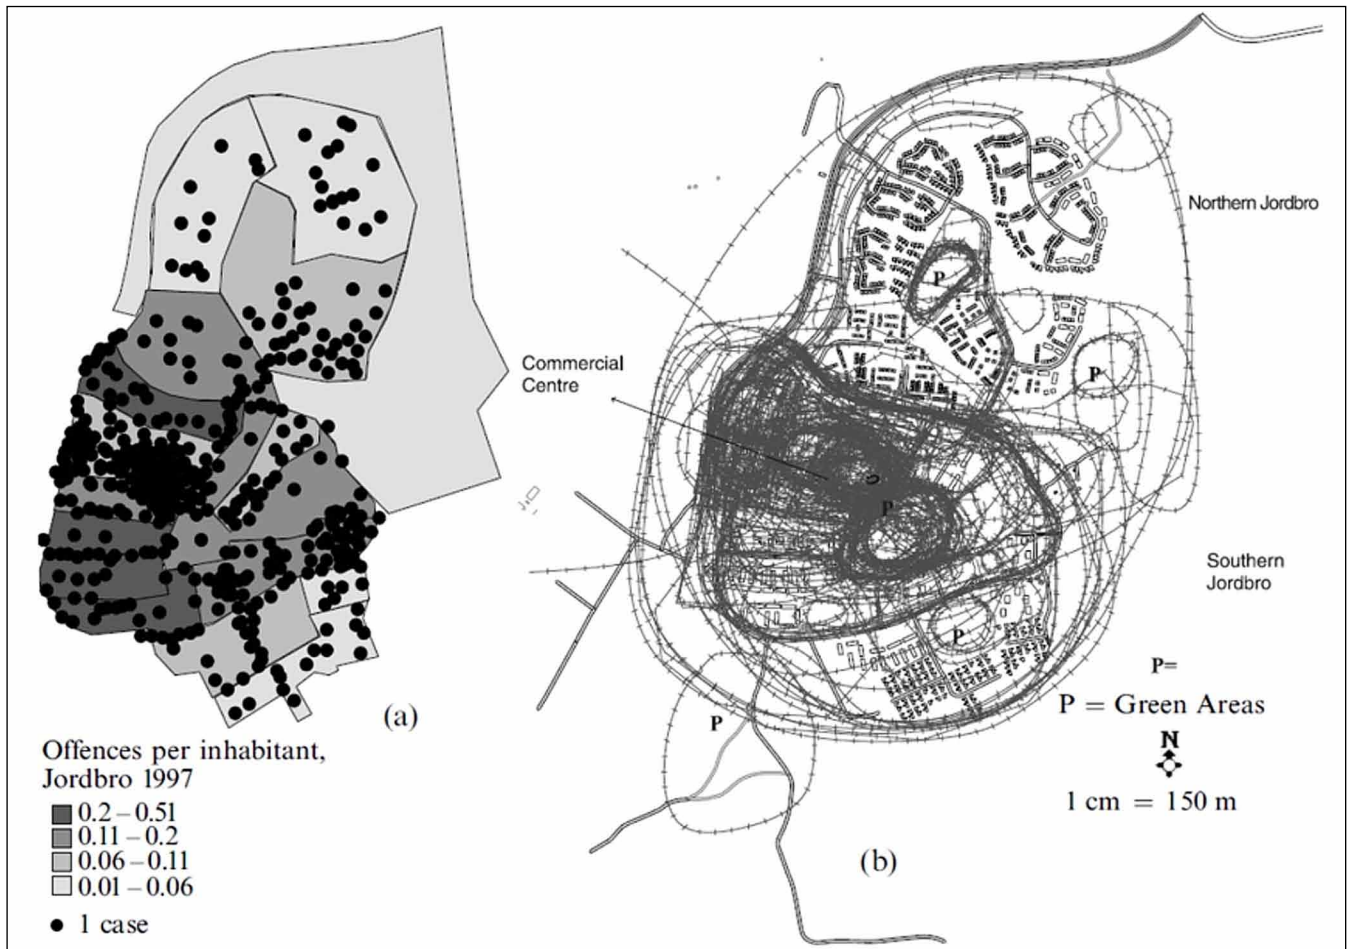 Northern Jordbro
P
Commercial
Centre
P
P
Southern
Jordbro
P
P=
P
P = Green Areas
(a)
N
Offences per inhabitant,
Jordbro 1997
1 cm = 150 m
0.2 – 0.51
0.11 – 0.2
0.06 – 0.11
0.01 – 0.06
(b)
1 case